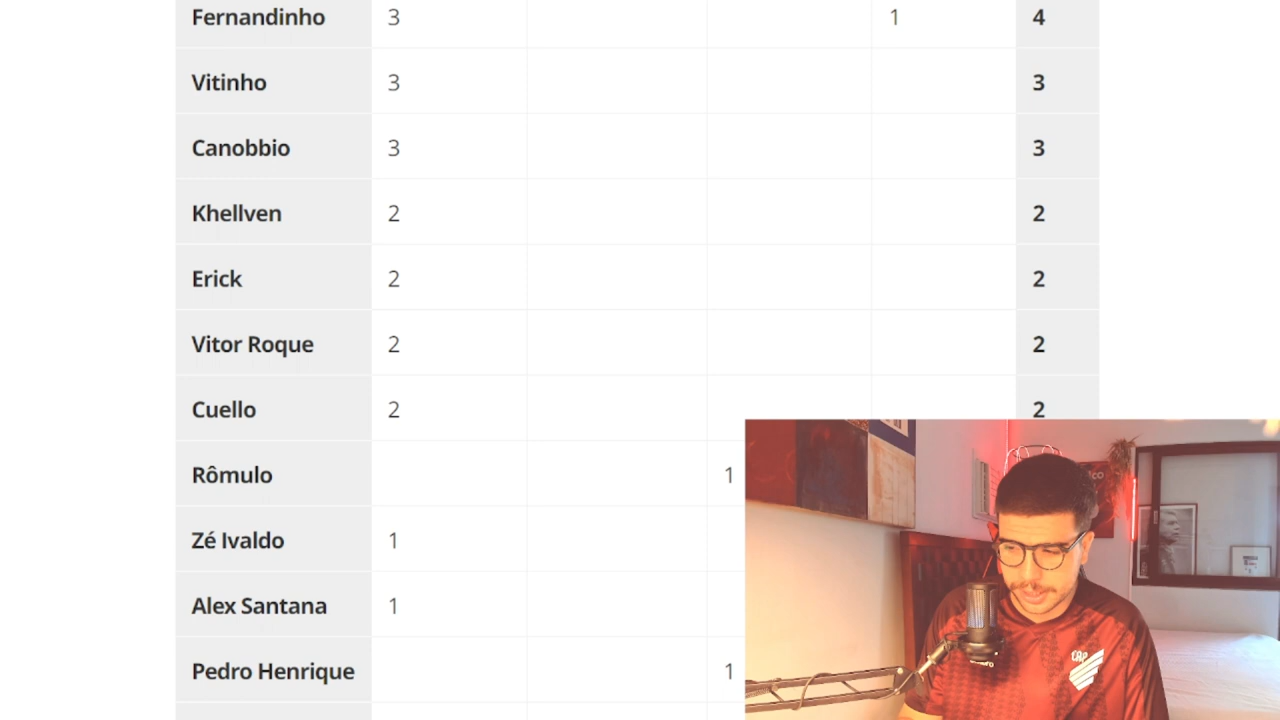 Fernandinho 3 1 4
Vitinho 3 3
Canobbio 3 3
Khellven 2 2
Erick 2 2
Vitor Roque 2 2
Cuello 2 2
Rômulo 1
Zé Ivaldo 1
Alex Santana 1
Pedro Henrique 1
CAP